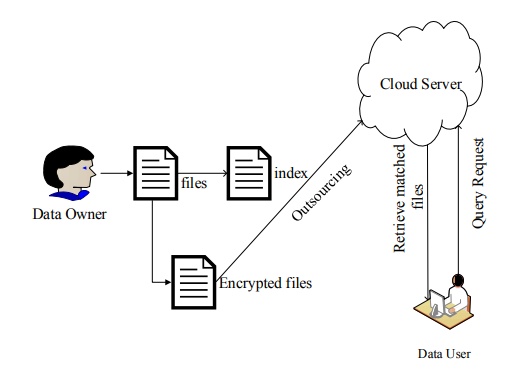 Cloud Server
files
index
Data Owner
Outsourcing
Retrieve matched
files
Query Request
Encrypted files
Data User